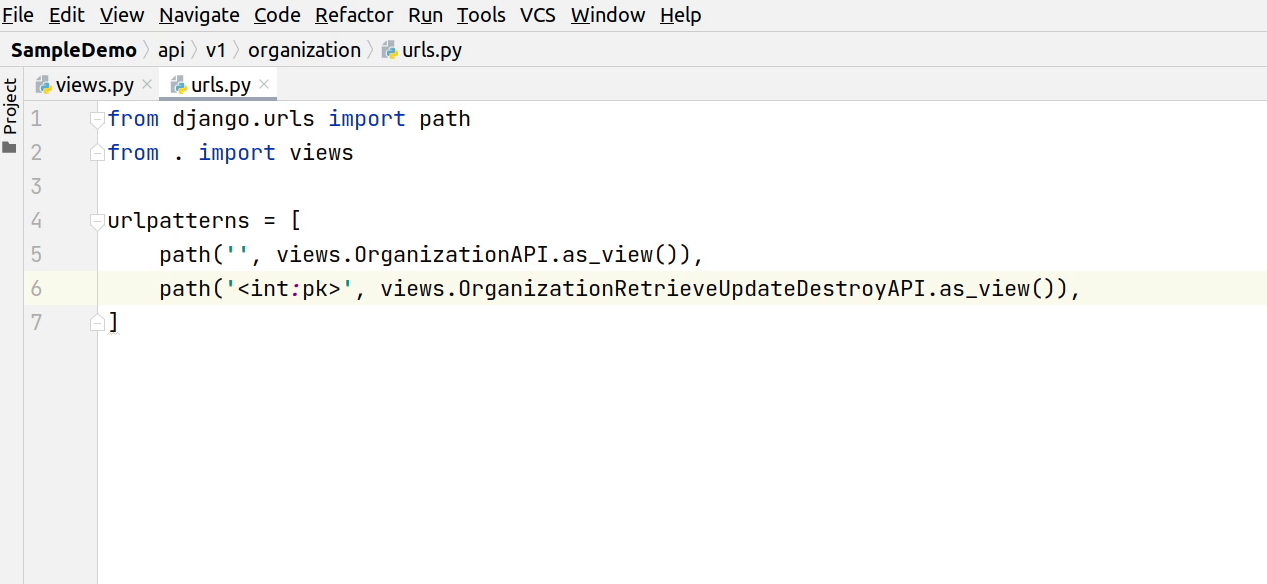 File Edit View Navigate Code Refactor Run Tools VCS Window Help
SampleDemo api v1 organization urls.py
views.py urls.py
Project
1 from django.urls import path
2 from . import views
3
4 urlpatterns = [
5     path('', views.OrganizationAPI.as_view()),
6     path('<int:pk>', views.OrganizationRetrieveUpdateDestroyAPI.as_view()),
7 ]